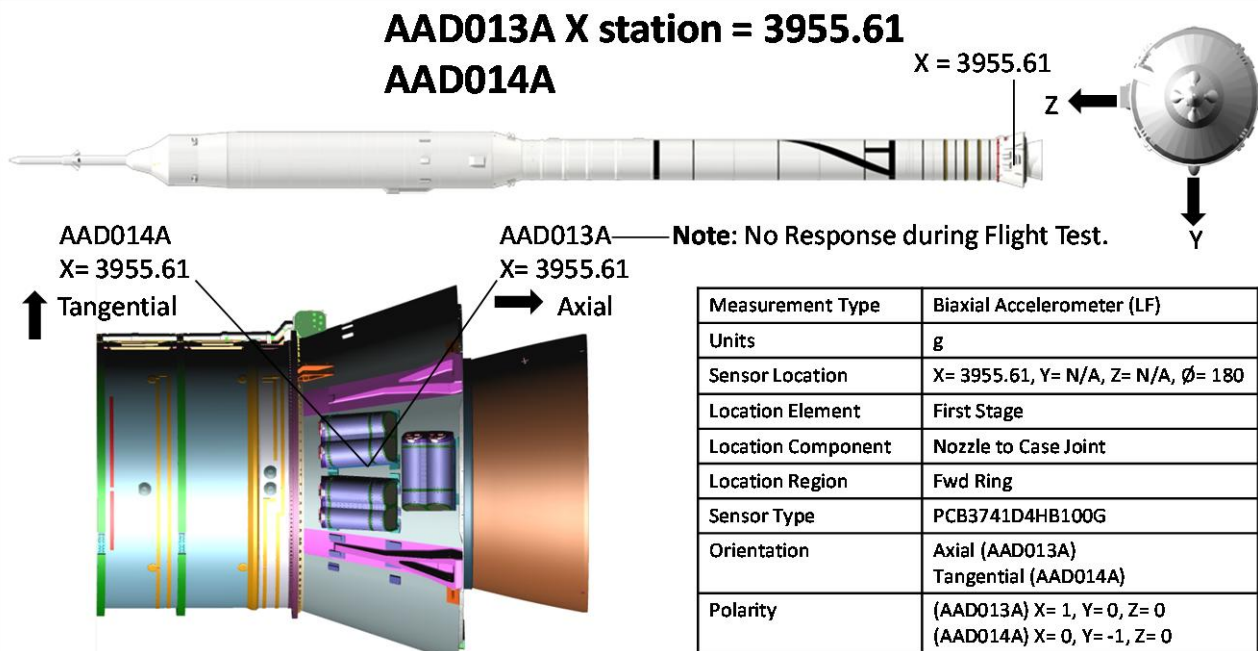 AAD013A X station = 3955.61
AAD014A
X = 3955.61
Z
Y
AAD014A
X= 3955.61
Tangential
AAD013A
X= 3955.61
Axial
Note: No Response during Flight Test.
Measurement Type Biaxial Accelerometer (LF)
Units g
Sensor Location X= 3955.61, Y= N/A, Z= N/A, Ø= 180
Location Element First Stage
Location Component Nozzle to Case Joint
Location Region Fwd Ring
Sensor Type PCB3741D4HB100G
Orientation Axial (AAD013A)
Tangential (AAD014A)
Polarity (AAD013A) X= 1, Y= 0, Z= 0
(AAD014A) X= 0, Y= -1, Z= 0